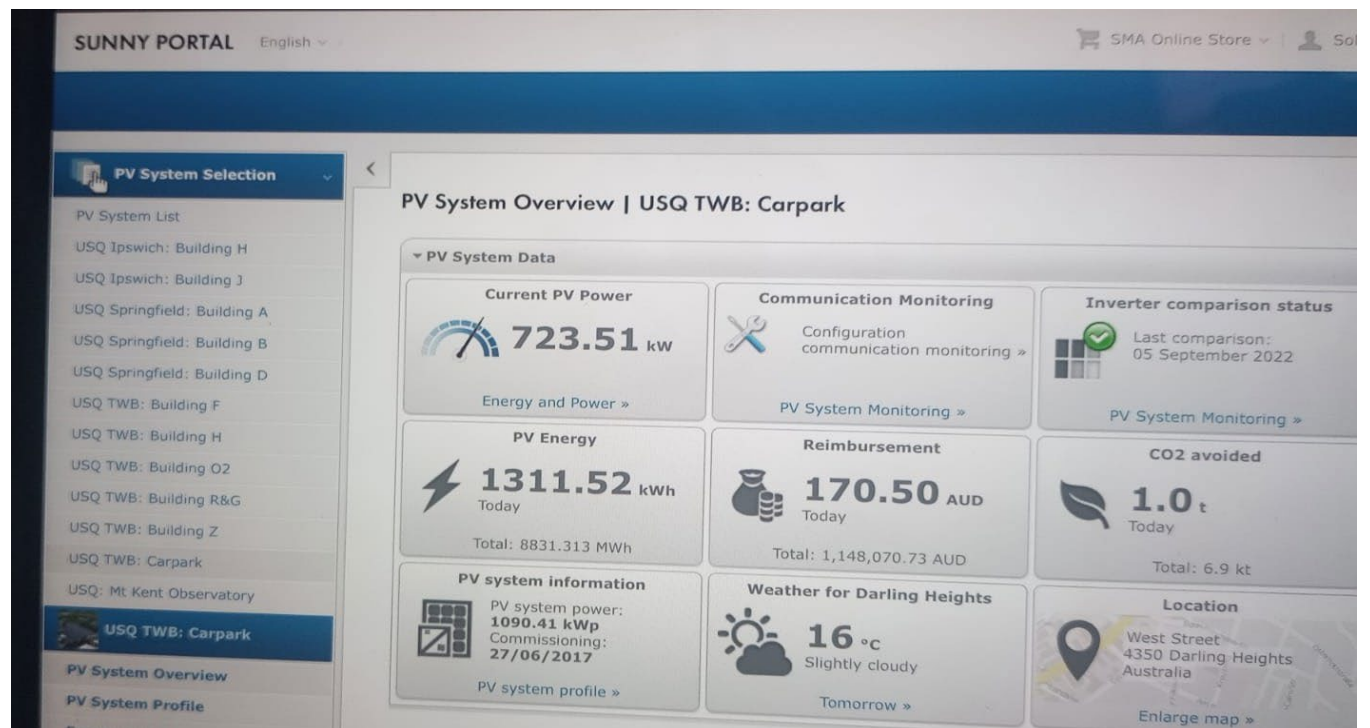 SUNNY PORTAL English
SMA Online Store
PV System Selection
PV System List
USQ Ipswich: Building H
USQ Ipswich: Building J
USQ Springfield: Building A
USQ Springfield: Building B
USQ Springfield: Building D
USQ TWB: Building F
USQ TWB: Building H
USQ TWB: Building O2
USQ TWB: Building R&G
USQ TWB: Building Z
USQ TWB: Carpark
USQ: Mt Kent Observatory
USQ TWB: Carpark
PV System Overview
PV System Profile
PV System Overview | USQ TWB: Carpark
PV System Data
Current PV Power
723.51 kW
Energy and Power »
Communication Monitoring
Configuration
communication monitoring »
PV System Monitoring »
Inverter comparison status
Last comparison:
05 September 2022
PV System Monitoring »
PV Energy
1311.52 kWh
Today
Total: 8831.313 MWh
Reimbursement
170.50 AUD
Today
Total: 1,148,070.73 AUD
CO2 avoided
1.0 t
Today
Total: 6.9 kt
PV system information
PV system power:
1090.41 kWp
Commissioning:
27/06/2017
PV system profile »
Weather for Darling Heights
16 °C
Slightly cloudy
Tomorrow »
Location
West Street
4350 Darling Heights
Australia
Enlarge map »